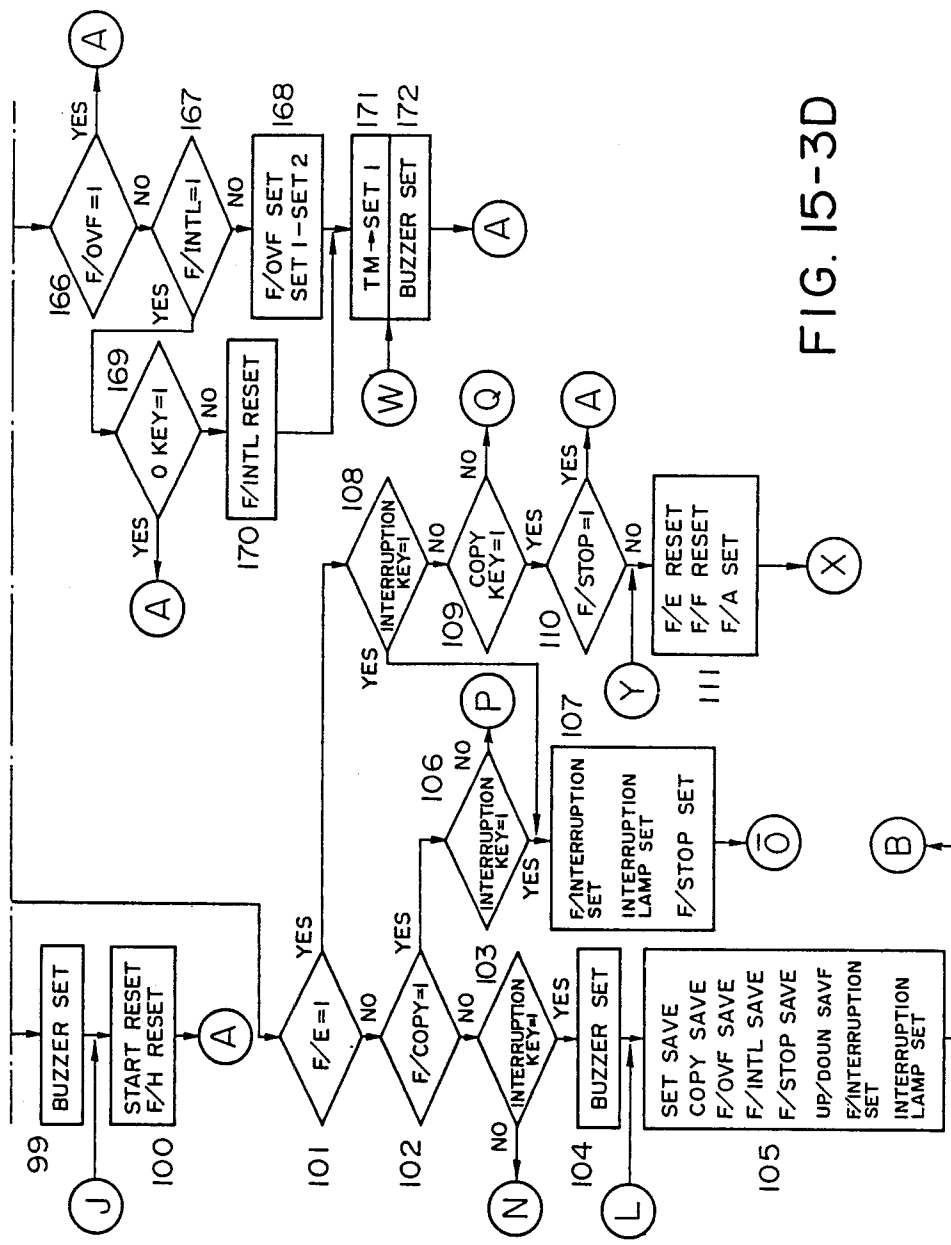 99
BUZZER SET
J
START RESET
F/H RESET
100
A
101
F/E=1
YES
NO
102
F/COPY=1
YES
NO
103
INTERRUPTION
KEY=1
NO
YES
N
104
BUZZER SET
L
105
SET SAVE
COPY SAVE
F/OVF SAVE
F/INTL SAVE
F/STOP SAVE
UP/DOUN SAVF
F/INTERRUPTION
SET
INTERRUPTION
LAMP SET
106
INTERRUPTION
KEY=1
NO
P
YES
107
F/INTERRUPTION
SET
INTERRUPTION
LAMP SET
F/STOP SET
Ō
B
108
INTERRUPTION
KEY=1
YES
NO
109
COPY
KEY=1
NO
Q
YES
110
F/STOP=1
YES
A
NO
Y
111
F/E RESET
F/F RESET
F/A SET
X
166
F/OVF=1
YES
A
NO
167
F/INTL=1
YES
NO
168
F/OVF SET
SET 1-SET 2
169
0 KEY=1
YES
A
NO
170
F/INTL RESET
W
171
TM→SET 1
172
BUZZER SET
A
FIG. 15-3D